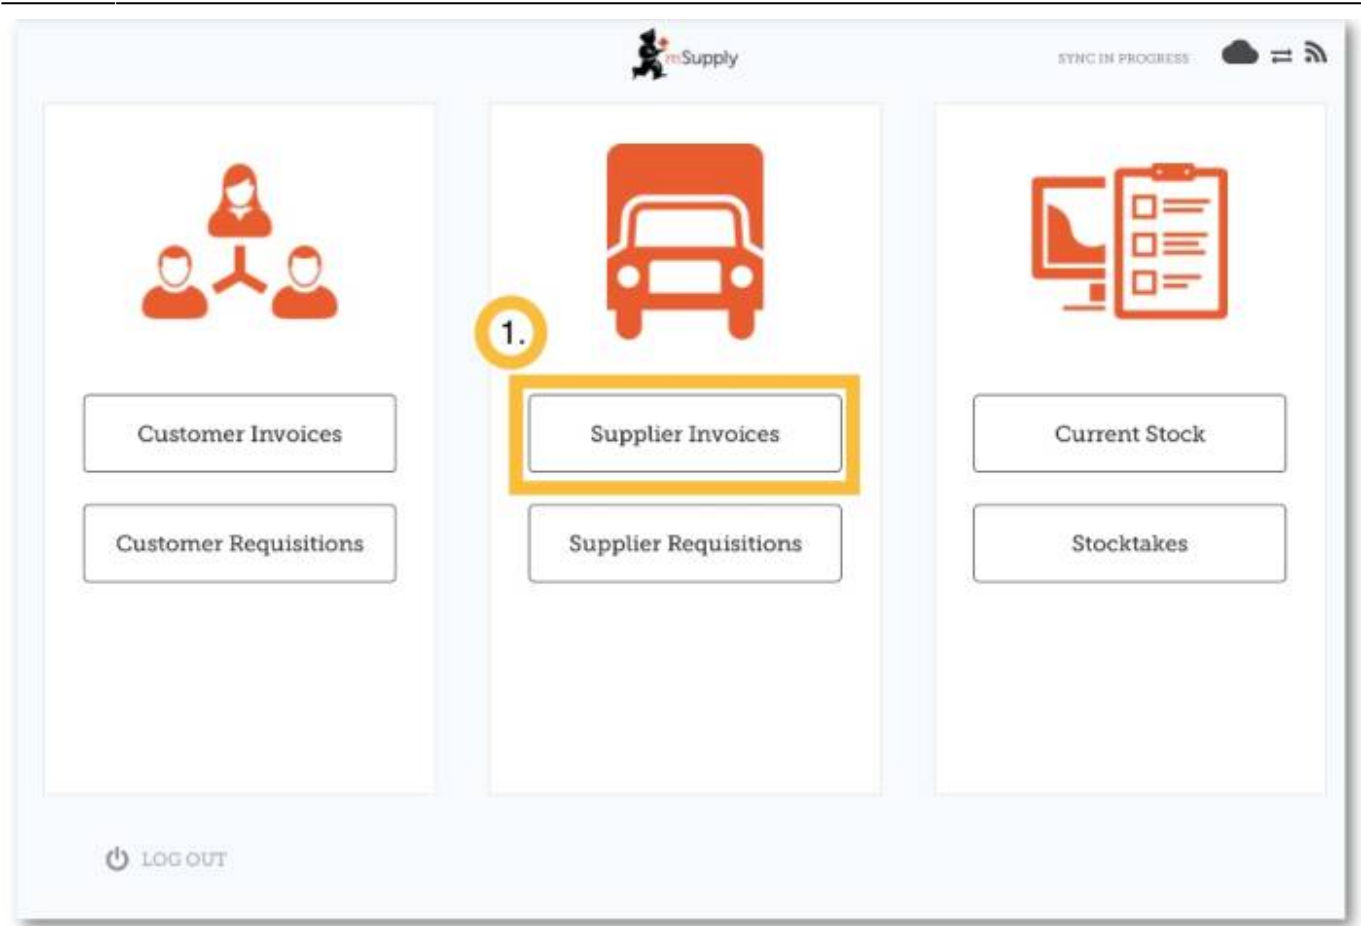 mSupply
SYNC IN PROGRESS
1.
Customer Invoices
Supplier Invoices
Current Stock
Customer Requisitions
Supplier Requisitions
Stocktakes
LOG OUT